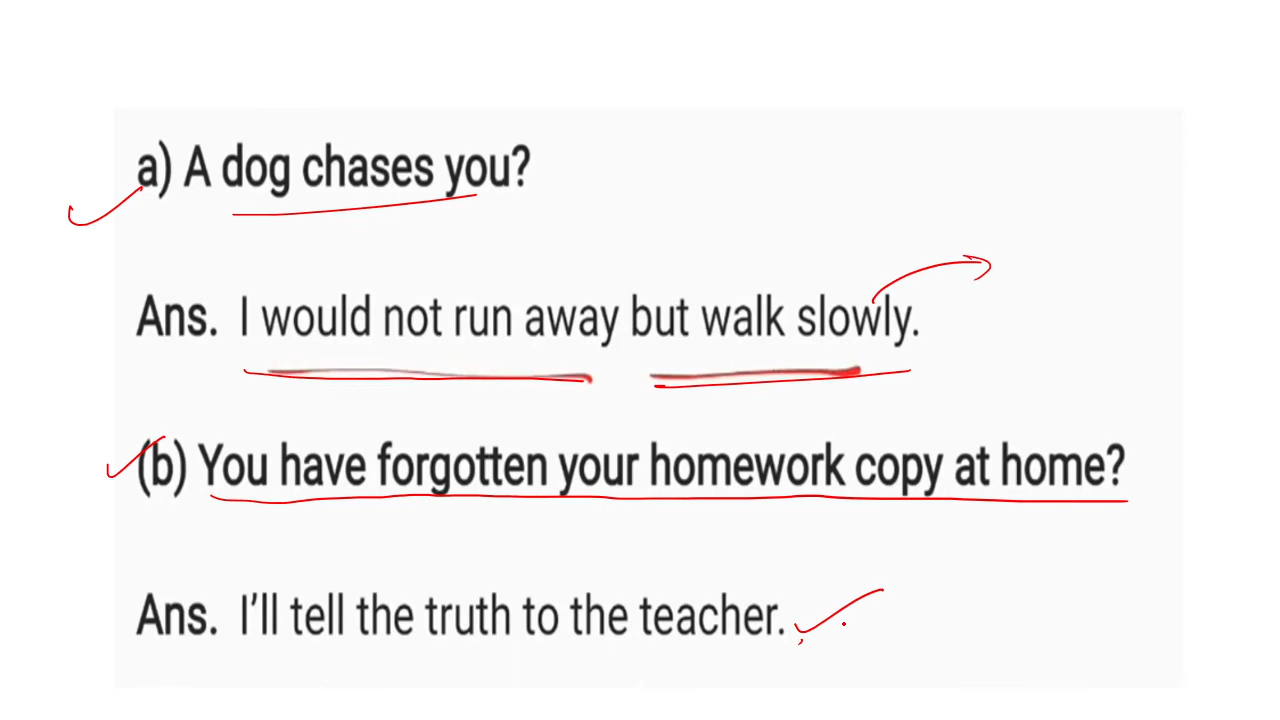 a) A dog chases you?
Ans. I would not run away but walk slowly.
(b) You have forgotten your homework copy at home?
Ans. I'll tell the truth to the teacher.